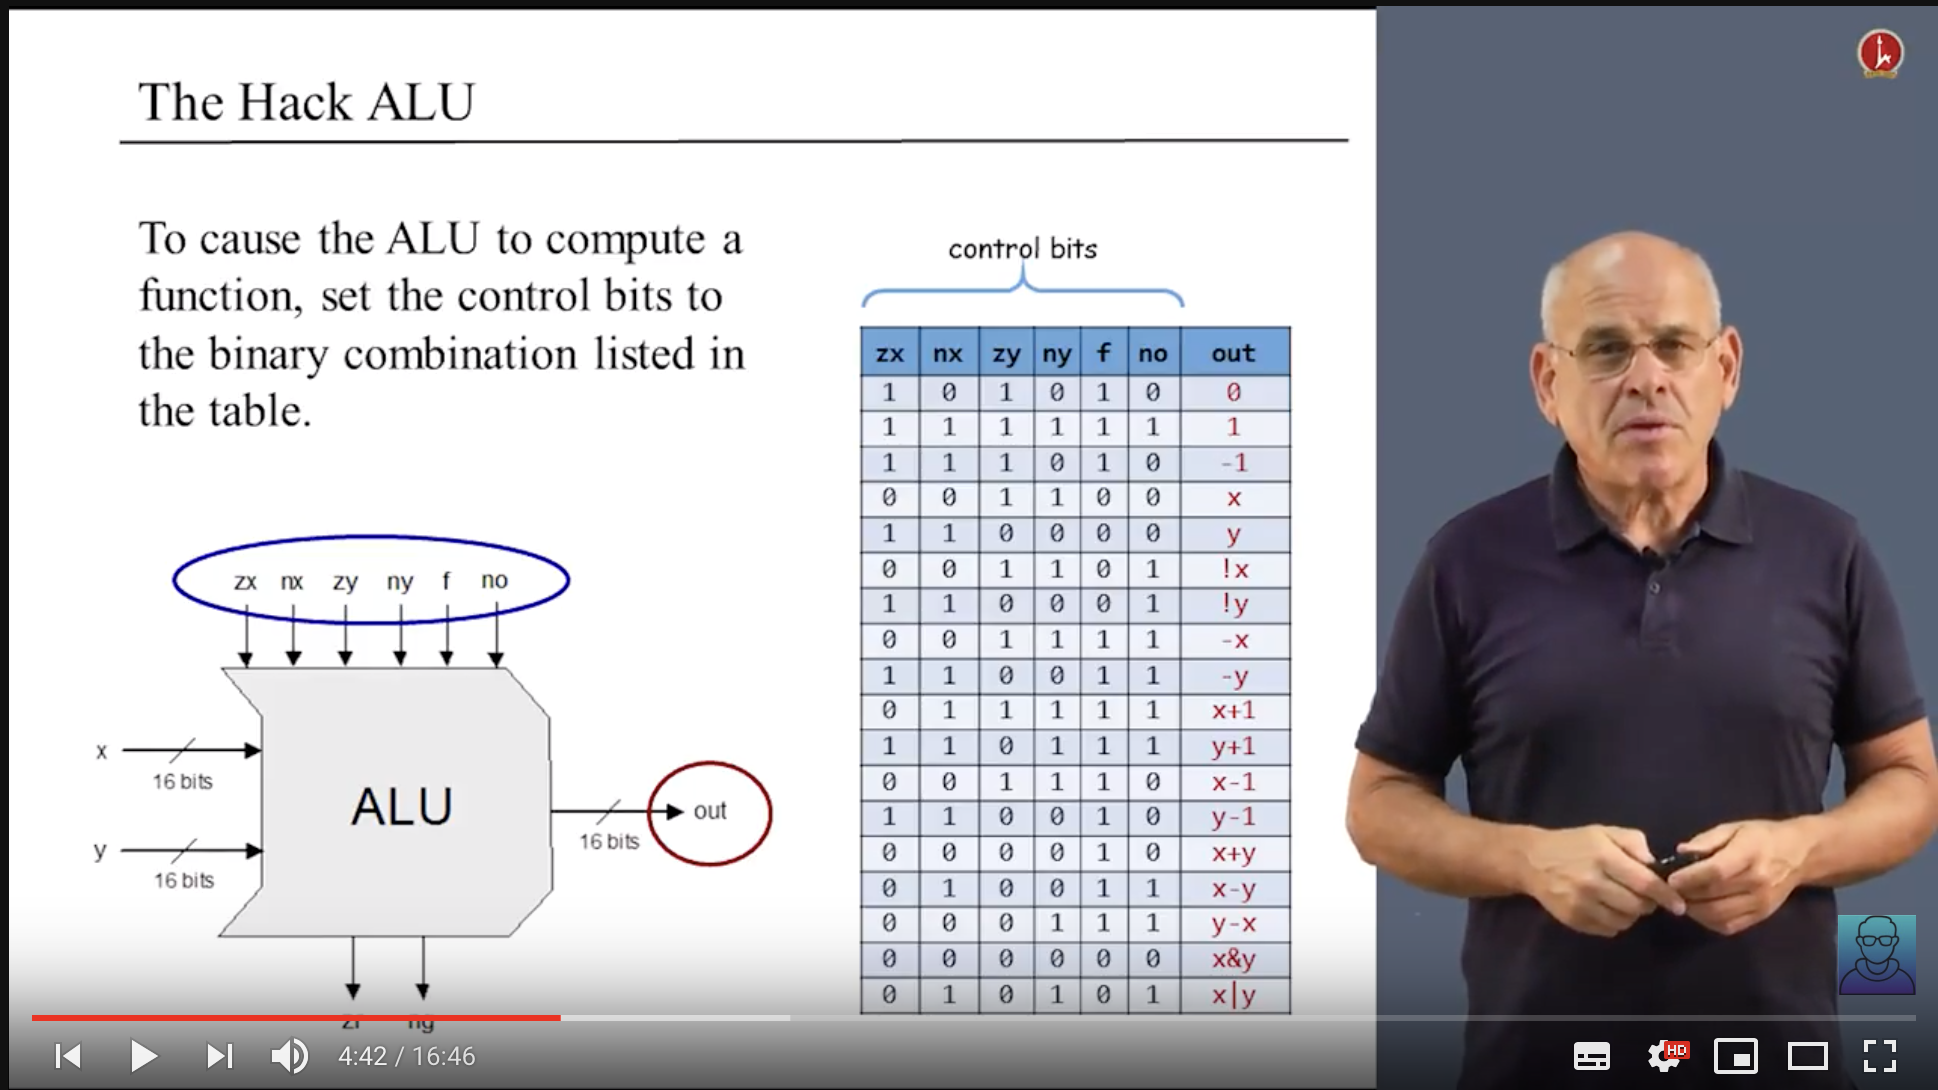 The Hack ALU
To cause the ALU to compute a
function, set the control bits to
the binary combination listed in
the table.
zx nx zy ny f no
x
16 bits
y
16 bits
ALU
out
16 bits
zr ng
control bits
zx nx zy ny f no out
1 0 1 0 1 0 0
1 1 1 1 1 1 1
1 1 1 0 1 0 -1
0 0 1 1 0 0 x
1 1 0 0 0 0 y
0 0 1 1 0 1 !x
1 1 0 0 0 1 !y
0 0 1 1 1 1 -x
1 1 0 0 1 1 -y
0 1 1 1 1 1 x+1
1 1 0 1 1 1 y+1
0 0 1 1 1 0 x-1
1 1 0 0 1 0 y-1
0 0 0 0 1 0 x+y
0 1 0 0 1 1 x-y
0 0 0 1 1 1 y-x
0 0 0 0 0 0 x&y
0 1 0 1 0 1 x|y
4:42 / 16:46
HD